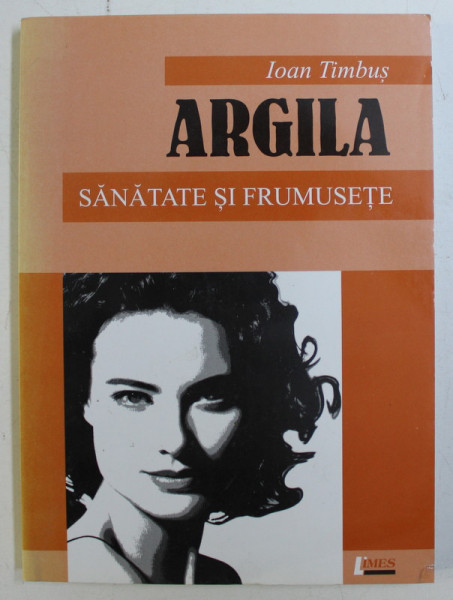 Ioan Timbuș
ARGILA
SĂNĂTATE ȘI FRUMUSEȚE
LIMES